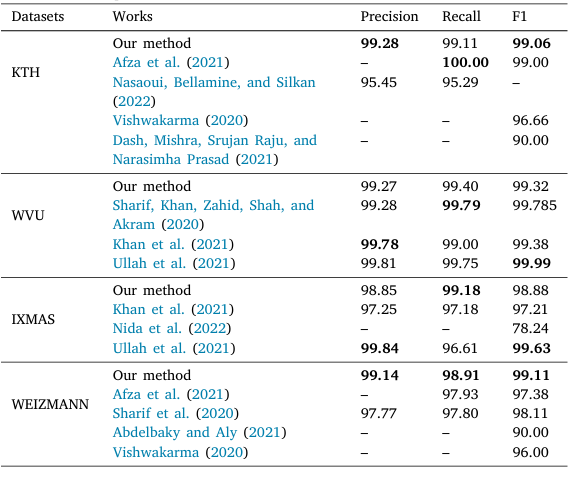 Datasets Works Precision Recall F1
KTH Our method 99.28 99.11 99.06
Afza et al. (2021) – 100.00 99.00
Nasaoui, Bellamine, and Silkan 95.45 95.29 –
(2022)
Vishwakarma (2020) – – 96.66
Dash, Mishra, Srujan Raju, and – – 90.00
Narasimha Prasad (2021)
WVU Our method 99.27 99.40 99.32
Sharif, Khan, Zahid, Shah, and 99.28 99.79 99.785
Akram (2020)
Khan et al. (2021) 99.78 99.00 99.38
Ullah et al. (2021) 99.81 99.75 99.99
IXMAS Our method 98.85 99.18 98.88
Khan et al. (2021) 97.25 97.18 97.21
Nida et al. (2022) – – 78.24
Ullah et al. (2021) 99.84 96.61 99.63
WEIZMANN Our method 99.14 98.91 99.11
Afza et al. (2021) – 97.93 97.38
Sharif et al. (2020) 97.77 97.80 98.11
Abdelbaky and Aly (2021) – – 90.00
Vishwakarma (2020) – – 96.00